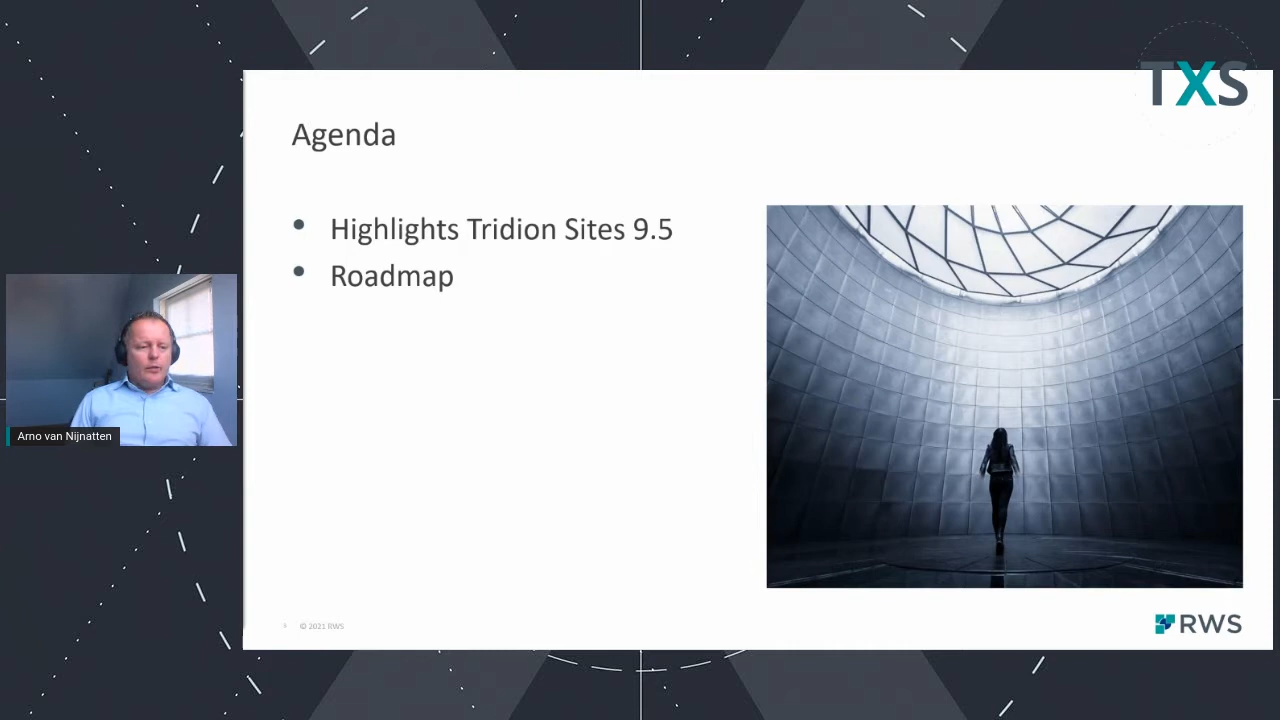 TXS
Agenda
Highlights Tridion Sites 9.5
Roadmap
Arno van Nijnatten
© 2021 RWS
RWS